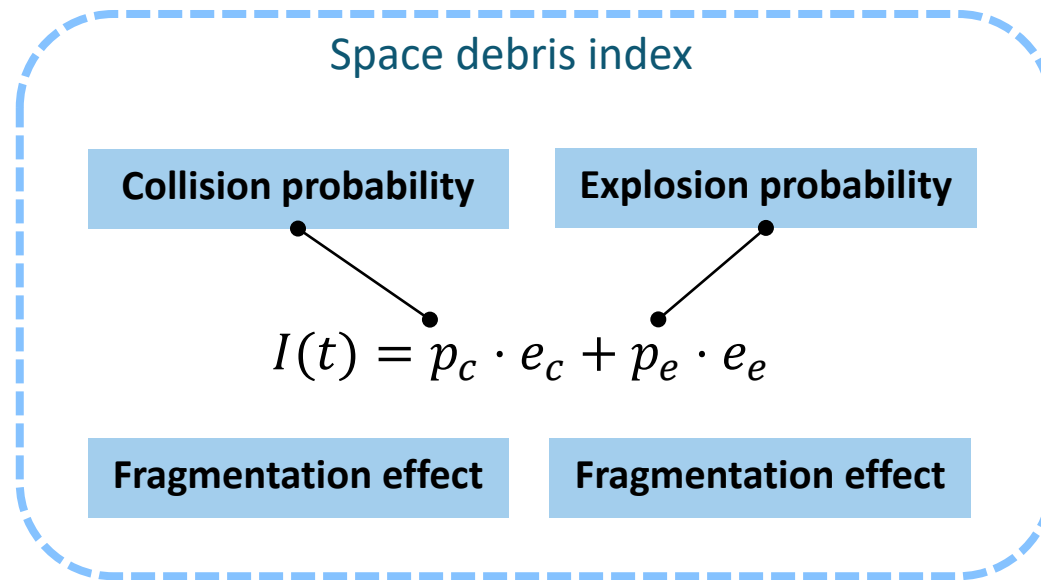 Space debris index
Collision probability
Explosion probability
I(t) = p_c · e_c + p_e · e_e
Fragmentation effect
Fragmentation effect